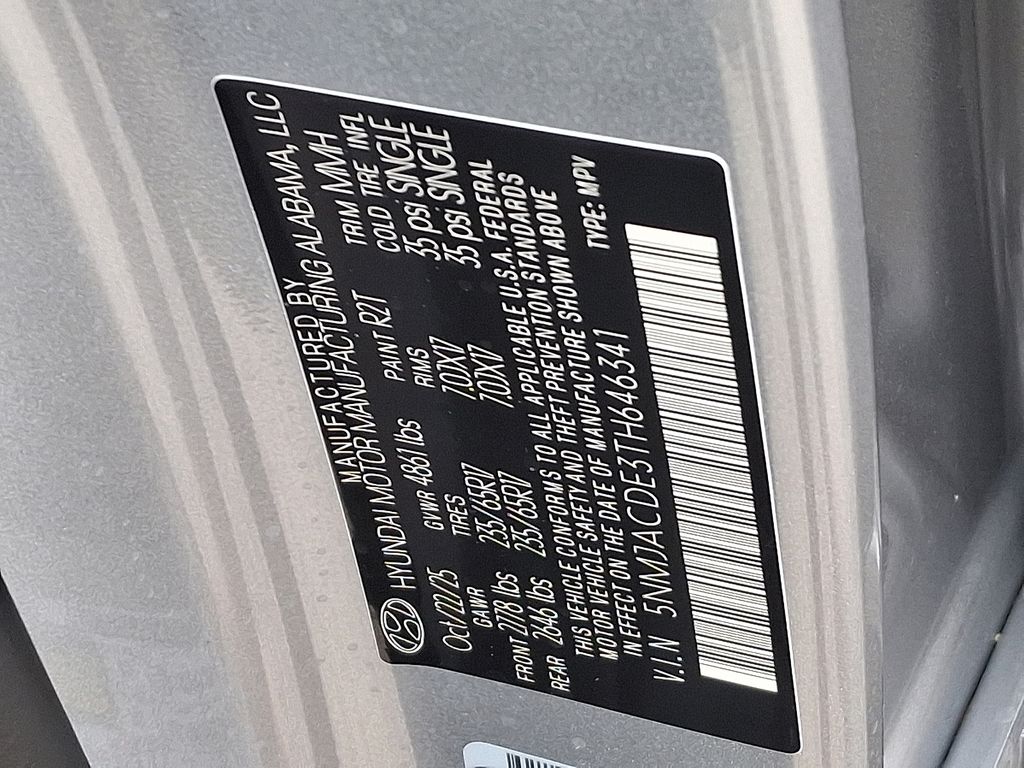 MANUFACTURED BY
HYUNDAI MOTOR MANUFACTURING ALABAMA, LLC
Oct/22/25 GVWR 4861 lbs PAINT R2T TRIM MMH
GAWR TIRES RIMS COLD TIRE INFL
FRONT 2778 lbs 235/65R17 7.0JX17 35 psi SINGLE
REAR 2646 lbs 235/65R17 7.0JX17 35 psi SINGLE
THIS VEHICLE CONFORMS TO ALL APPLICABLE U.S.A. FEDERAL
MOTOR VEHICLE SAFETY AND THEFT PREVENTION STANDARDS
IN EFFECT ON THE DATE OF MANUFACTURE SHOWN ABOVE
V.I.N 5NMJACDE3TH646341 TYPE: MPV